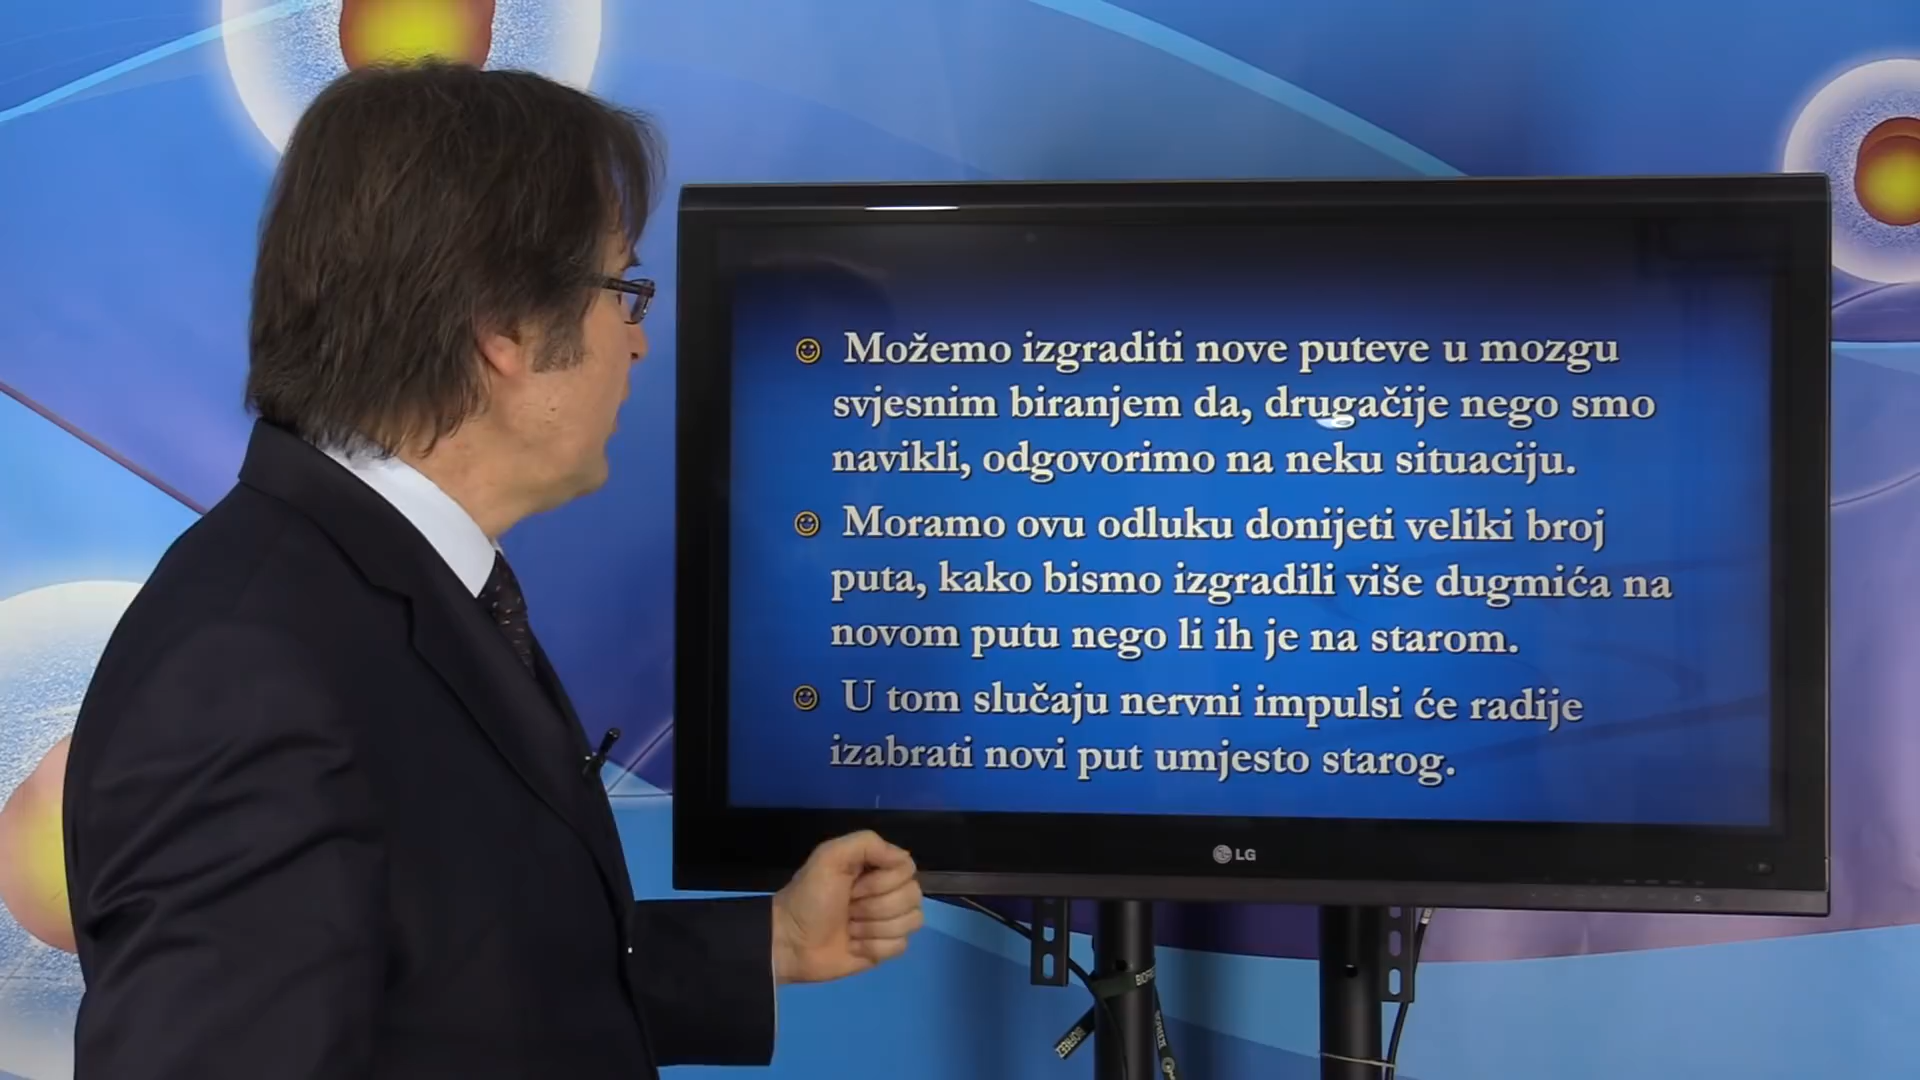 Možemo izgraditi nove puteve u mozgu
svjesnim biranjem da, drugačije nego smo
navikli, odgovorimo na neku situaciju.
Moramo ovu odluku donijeti veliki broj
puta, kako bismo izgradili više dugmića na
novom putu nego li ih je na starom.
U tom slučaju nervni impulsi će radije
izabrati novi put umjesto starog.
LG